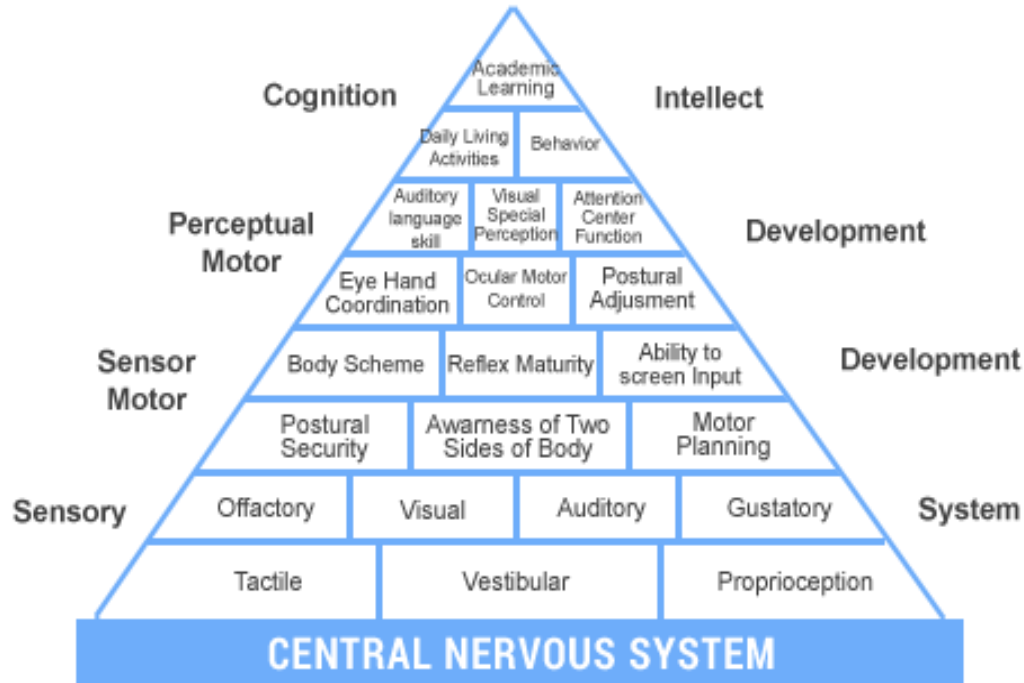 Academic
Learning
Cognition
Intellect
Daily Living
Activities
Behavior
Auditory
language
skill
Visual
Special
Perception
Attention
Center
Function
Perceptual
Motor
Development
Eye Hand
Coordination
Ocular Motor
Control
Postural
Adjusment
Sensor
Motor
Body Scheme
Reflex Maturity
Ability to
screen Input
Development
Postural
Security
Awarness of Two
Sides of Body
Motor
Planning
Sensory
Offactory
Visual
Auditory
Gustatory
System
Tactile
Vestibular
Proprioception
CENTRAL NERVOUS SYSTEM